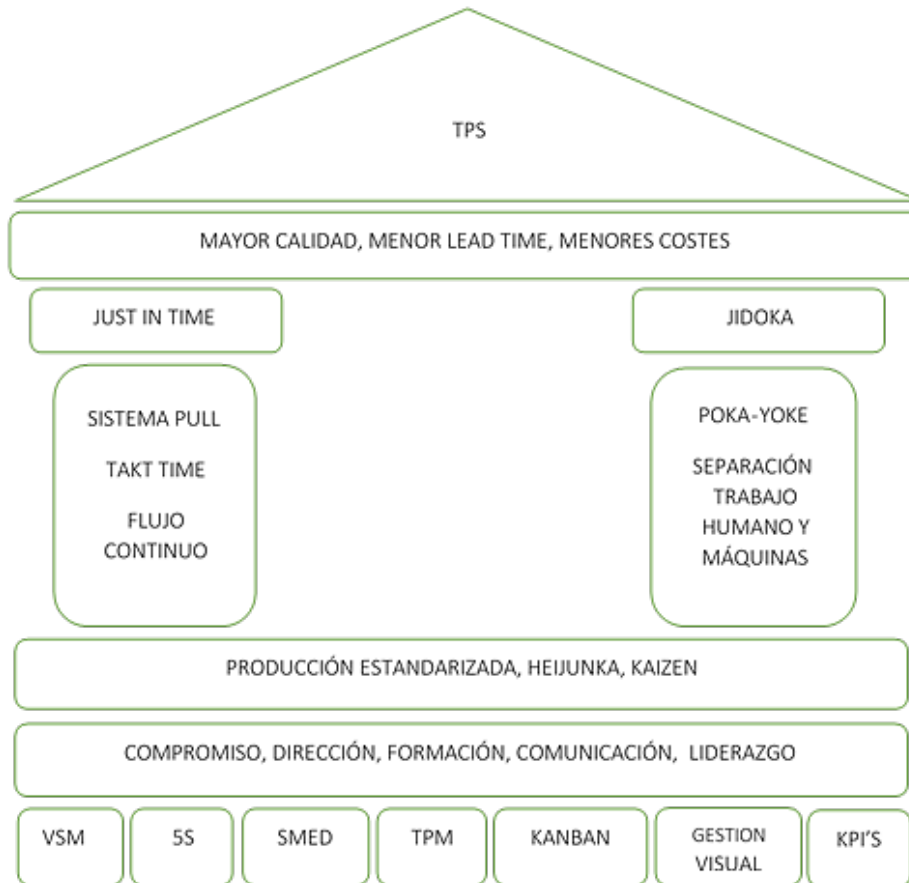 TPS
MAYOR CALIDAD, MENOR LEAD TIME, MENORES COSTES
JUST IN TIME
JIDOKA
SISTEMA PULL
TAKT TIME
FLUJO
CONTINUO
POKA-YOKE
SEPARACIÓN
TRABAJO
HUMANO Y
MÁQUINAS
PRODUCCIÓN ESTANDARIZADA, HEIJUNKA, KAIZEN
COMPROMISO, DIRECCIÓN, FORMACIÓN, COMUNICACIÓN, LIDERAZGO
VSM
5S
SMED
TPM
KANBAN
GESTION
VISUAL
KPI'S